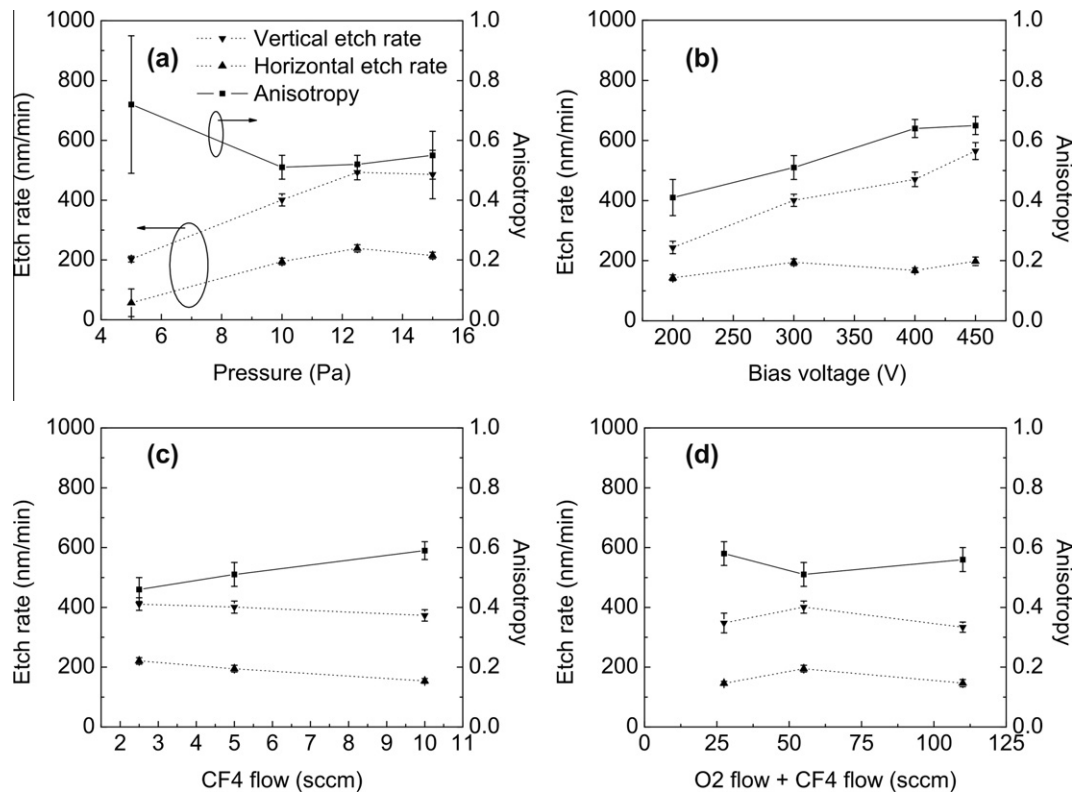 (a)
Vertical etch rate
Horizontal etch rate
Anisotropy
1000
800
600
400
200
0
1.0
0.8
0.6
0.4
0.2
0.0
4 6 8 10 12 14 16
Etch rate (nm/min)
Anisotropy
Pressure (Pa)
(b)
1000
800
600
400
200
0
1.0
0.8
0.6
0.4
0.2
0.0
200 250 300 350 400 450
Etch rate (nm/min)
Anisotropy
Bias voltage (V)
(c)
1000
800
600
400
200
0
1.0
0.8
0.6
0.4
0.2
0.0
2 3 4 5 6 7 8 9 10 11
Etch rate (nm/min)
Anisotropy
CF4 flow (sccm)
(d)
1000
800
600
400
200
0
1.0
0.8
0.6
0.4
0.2
0.0
0 25 50 75 100 125
Etch rate (nm/min)
Anisotropy
O2 flow + CF4 flow (sccm)